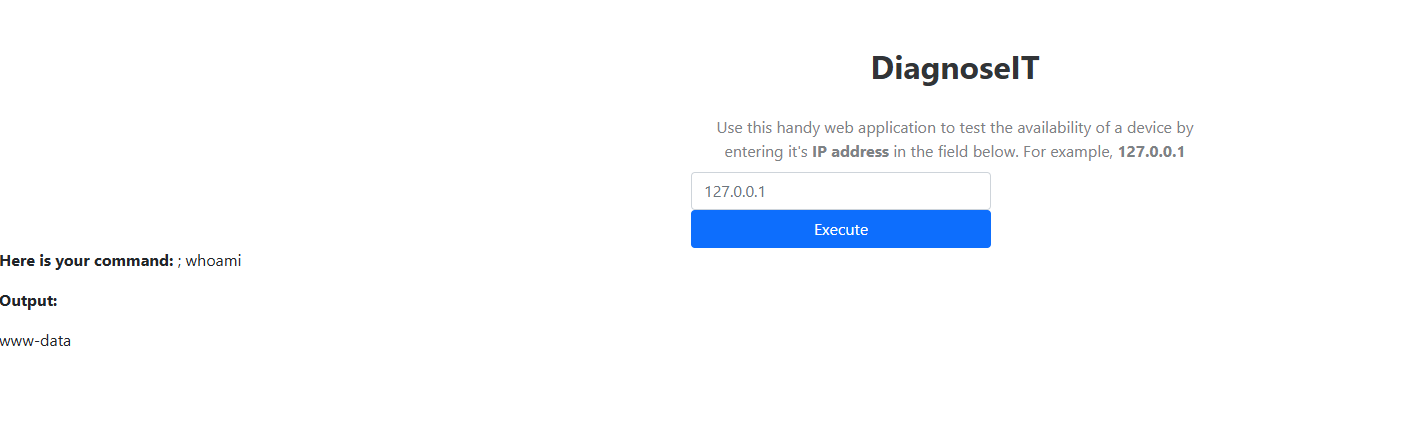 DiagnoseIT
Use this handy web application to test the availability of a device by
entering it's IP address in the field below. For example, 127.0.0.1
127.0.0.1
Execute
Here is your command: ; whoami
Output:
www-data